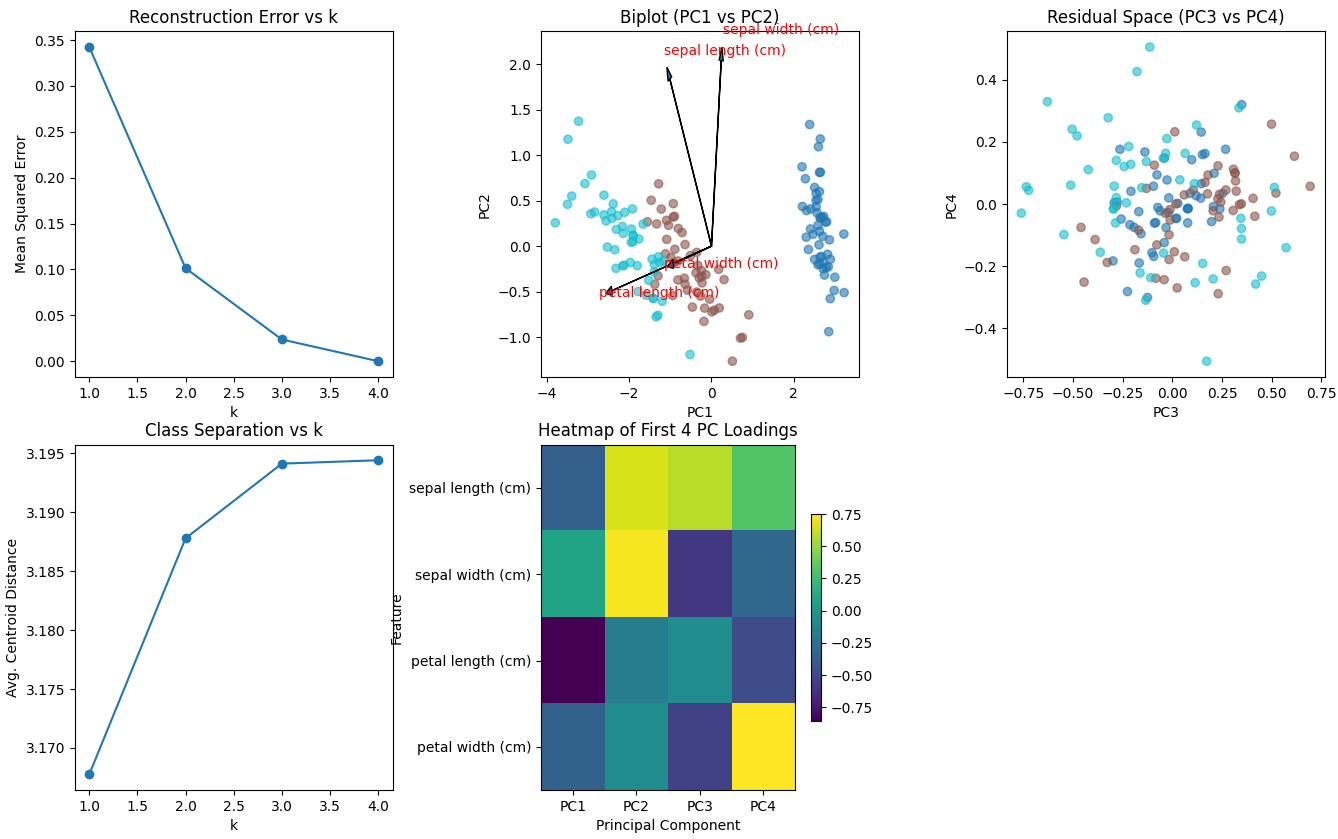 Reconstruction Error vs k
0.35
0.30
0.25
0.20
0.15
0.10
0.05
0.00
Mean Squared Error
1.0 1.5 2.0 2.5 3.0 3.5 4.0
k
Biplot (PC1 vs PC2)
sepal width (cm)
sepal length (cm)
petal width (cm)
petal length (cm)
2.0
1.5
1.0
0.5
0.0
−0.5
−1.0
PC2
−4 −2 0 2
PC1
Residual Space (PC3 vs PC4)
0.4
0.2
0.0
−0.2
−0.4
PC4
−0.75 −0.50 −0.25 0.00 0.25 0.50 0.75
PC3
Class Separation vs k
3.195
3.190
3.185
3.180
3.175
3.170
Avg. Centroid Distance
1.0 1.5 2.0 2.5 3.0 3.5 4.0
k
Heatmap of First 4 PC Loadings
Feature
sepal length (cm)
sepal width (cm)
petal length (cm)
petal width (cm)
PC1 PC2 PC3 PC4
Principal Component
0.75
0.50
0.25
0.00
−0.25
−0.50
−0.75